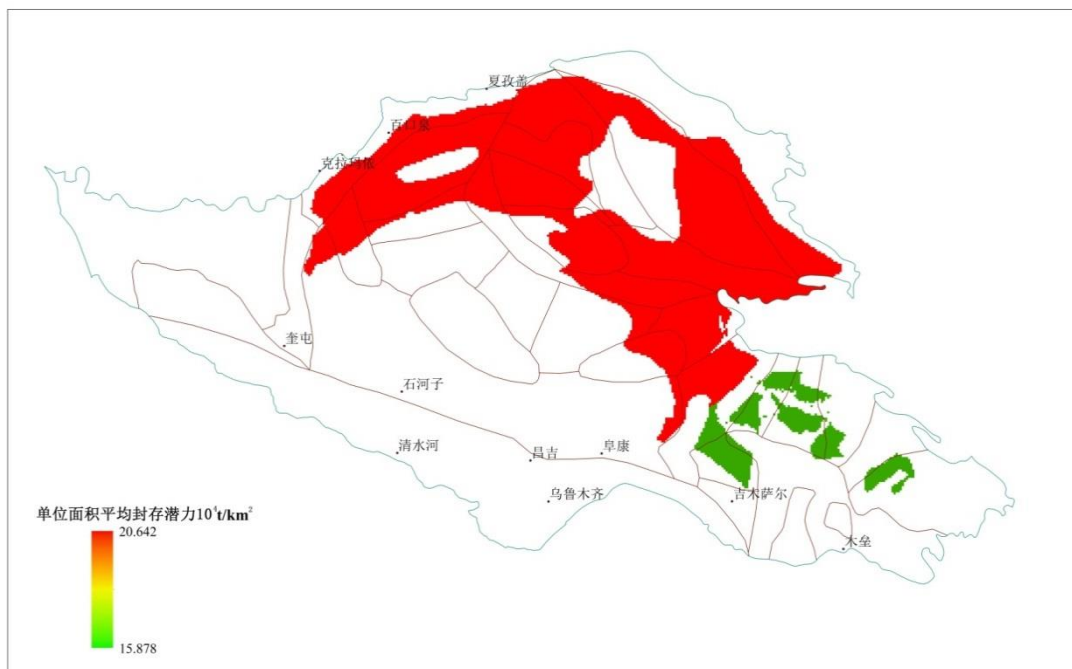 夏孜盖
百口泉
克拉玛依
奎屯
石河子
清水河
昌吉
阜康
乌鲁木齐
吉木萨尔
木垒
单位面积平均封存潜力10⁴t/km²
20.642
15.878